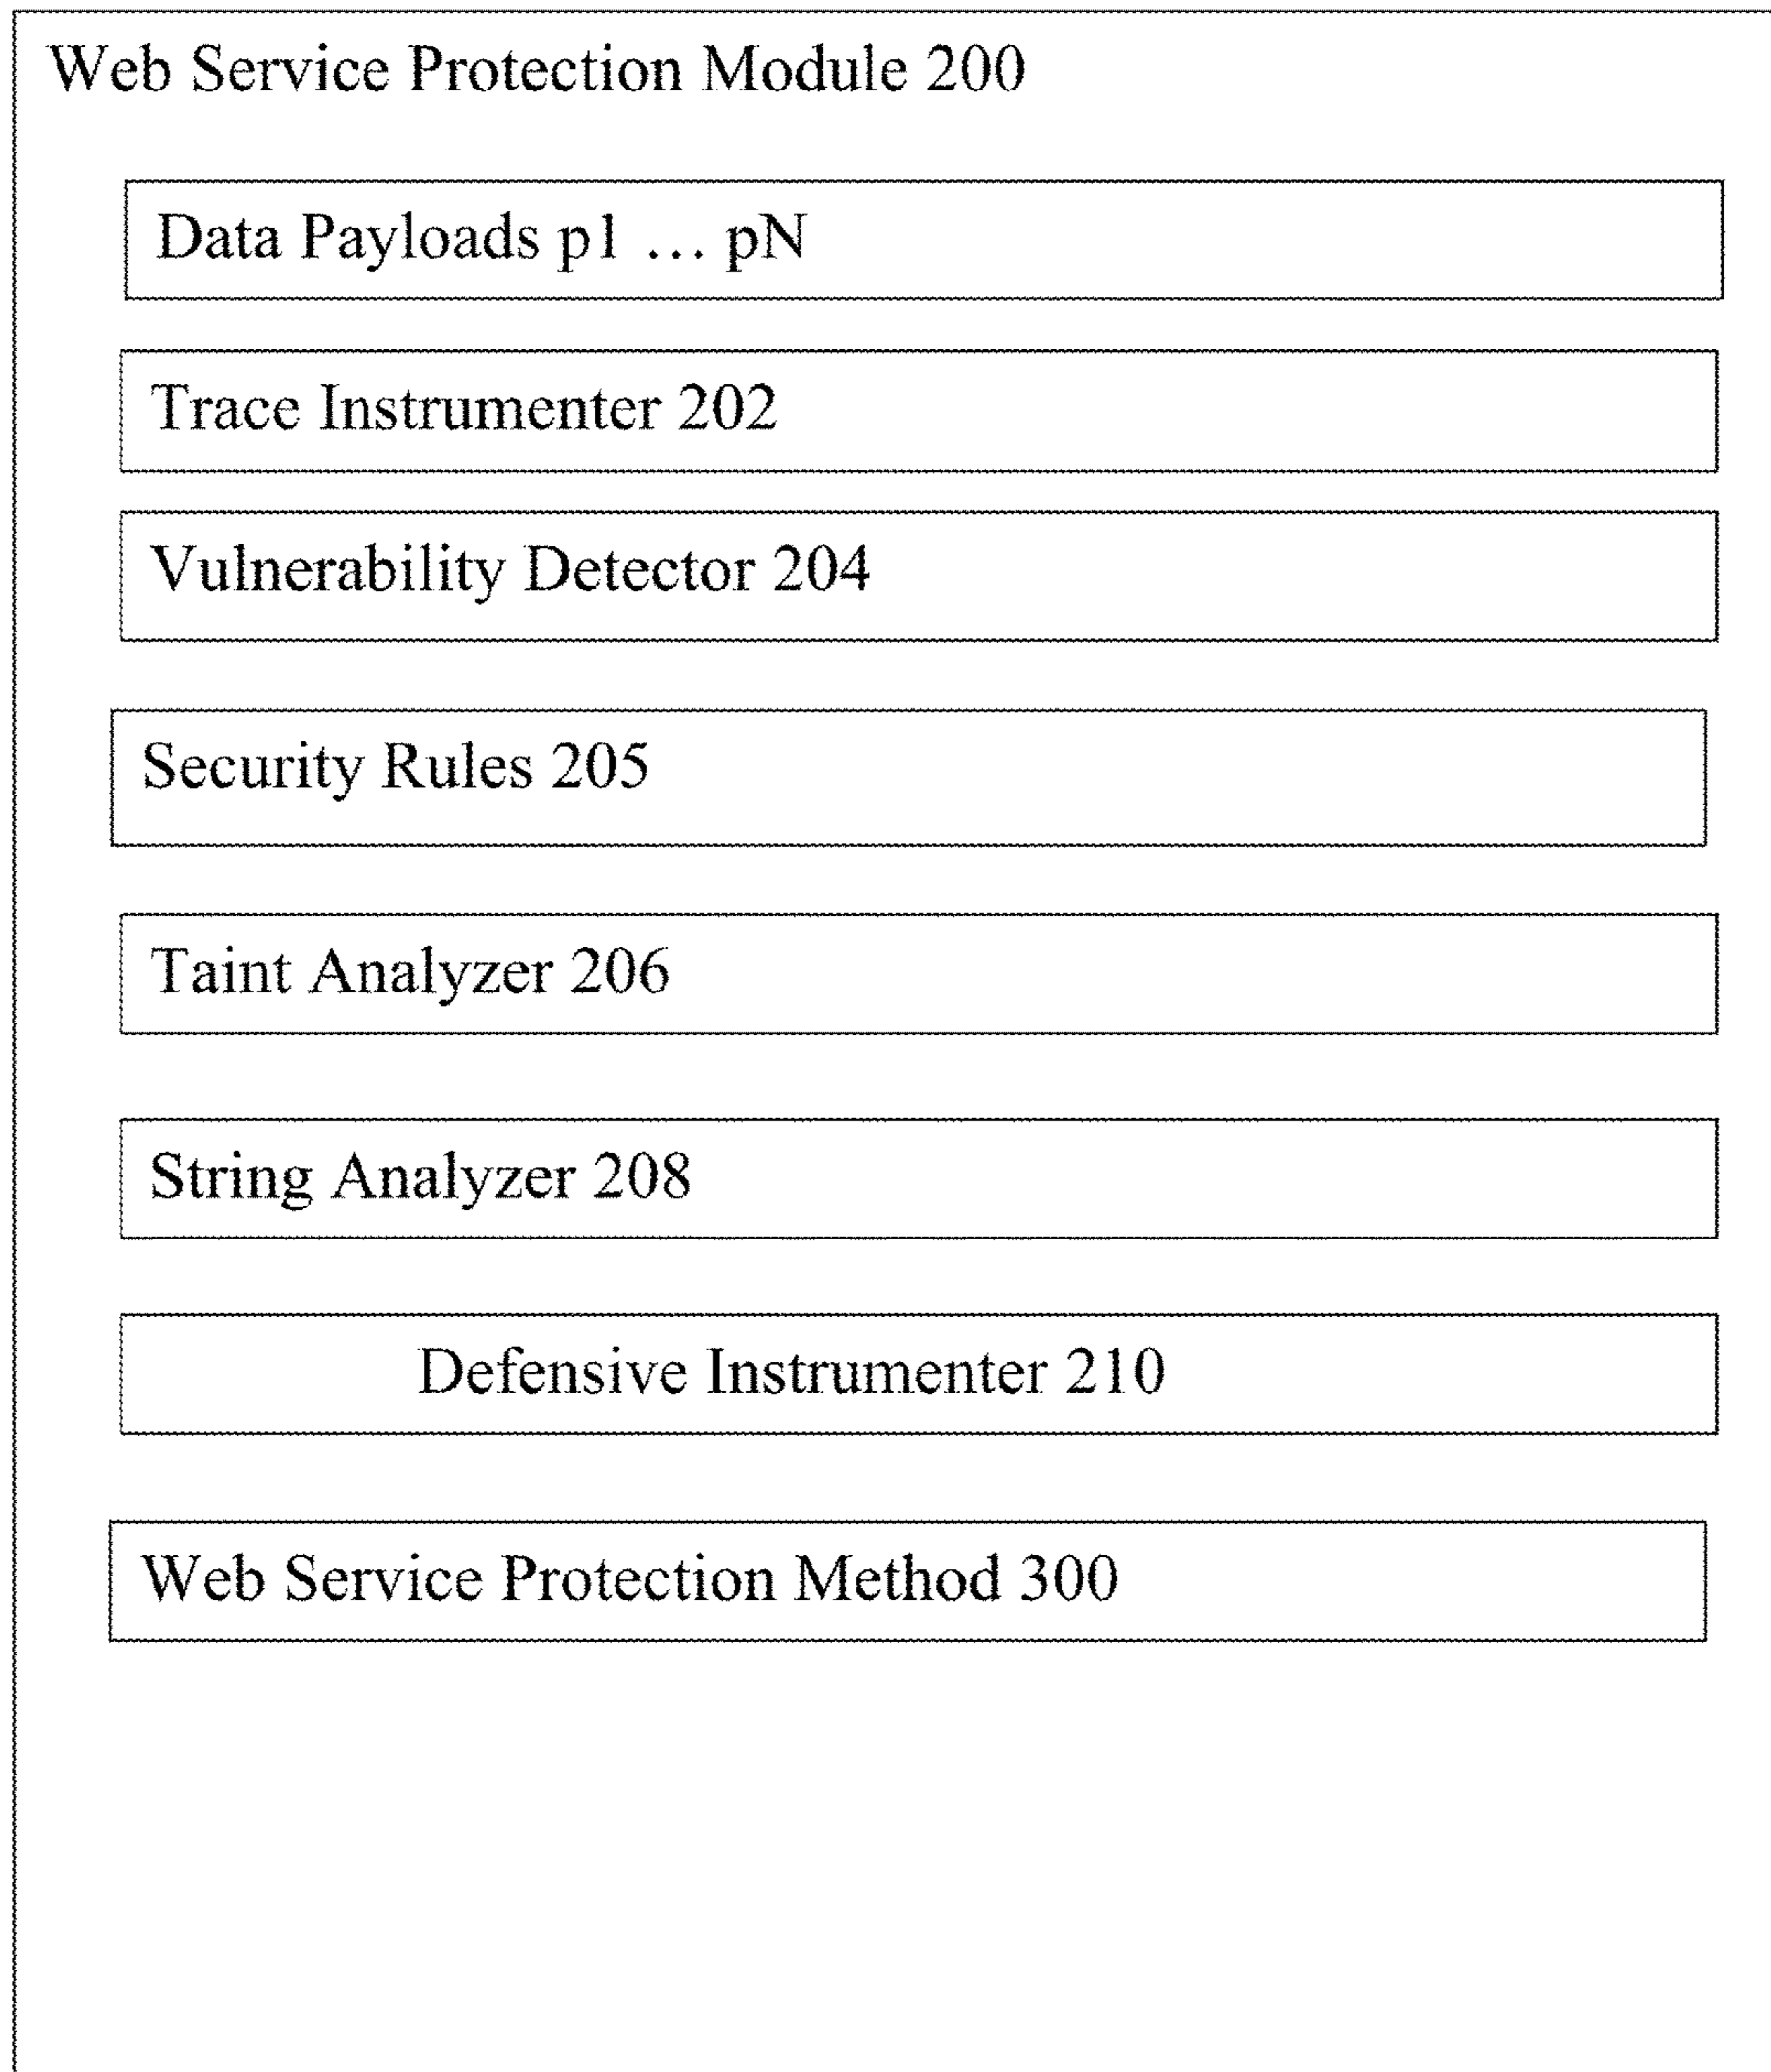 Web Service Protection Module 200
Data Payloads p1 … pN
Trace Instrumenter 202
Vulnerability Detector 204
Security Rules 205
Taint Analyzer 206
String Analyzer 208
Defensive Instrumenter 210
Web Service Protection Method 300